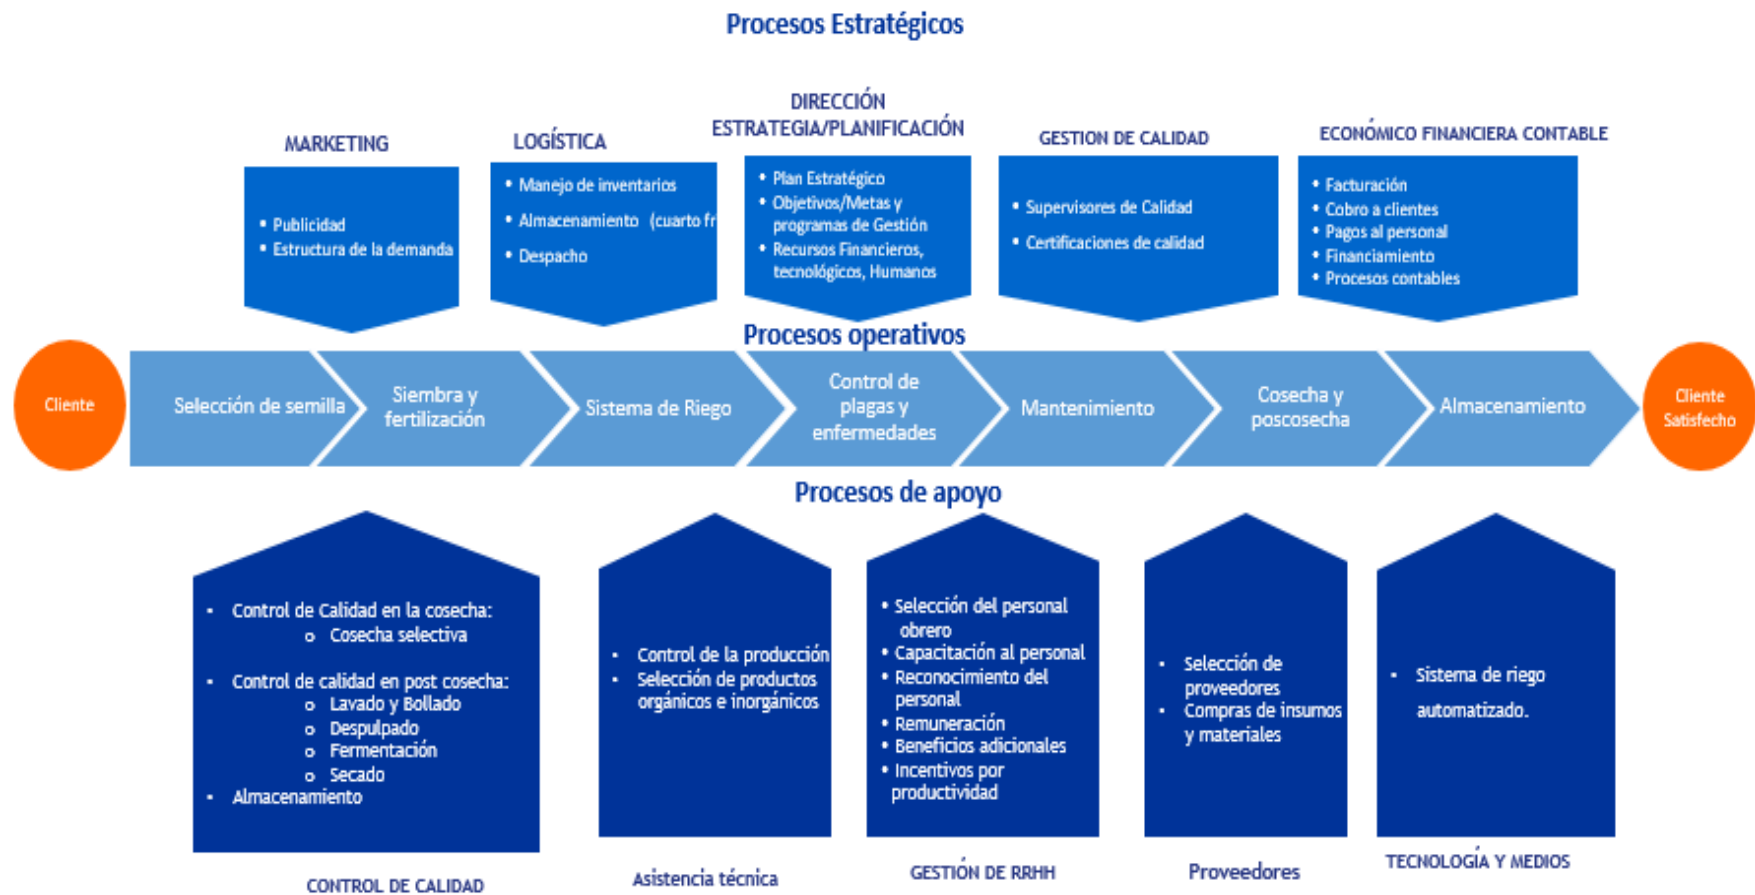 Procesos Estratégicos
MARKETING
• Publicidad
• Estructura de la demanda
LOGÍSTICA
• Manejo de inventarios
• Almacenamiento (cuarto fr
• Despacho
DIRECCIÓN
ESTRATEGIA/PLANIFICACIÓN
• Plan Estratégico
• Objetivos/Metas y
programas de Gestión
• Recursos Financieros,
tecnológicos, Humanos
GESTION DE CALIDAD
• Supervisores de Calidad
• Certificaciones de calidad
ECONÓMICO FINANCIERA CONTABLE
• Facturación
• Cobro a clientes
• Pagos al personal
• Financiamiento
• Procesos contables
Procesos operativos
Cliente
Selección de semilla
Siembra y
fertilización
Sistema de Riego
Control de
plagas y
enfermedades
Mantenimiento
Cosecha y
poscosecha
Almacenamiento
Cliente
Satisfecho
Procesos de apoyo
• Control de Calidad en la cosecha:
o Cosecha selectiva
• Control de calidad en post cosecha:
o Lavado y Bollado
o Despulpado
o Fermentación
o Secado
• Almacenamiento
CONTROL DE CALIDAD
• Control de la producción
• Selección de productos
orgánicos e inorgánicos
Asistencia técnica
• Selección del personal
obrero
• Capacitación al personal
• Reconocimiento del
personal
• Remuneración
• Beneficios adicionales
• Incentivos por
productividad
GESTIÓN DE RRHH
• Selección de
proveedores
• Compras de insumos
y materiales
Proveedores
• Sistema de riego
automatizado.
TECNOLOGÍA Y MEDIOS